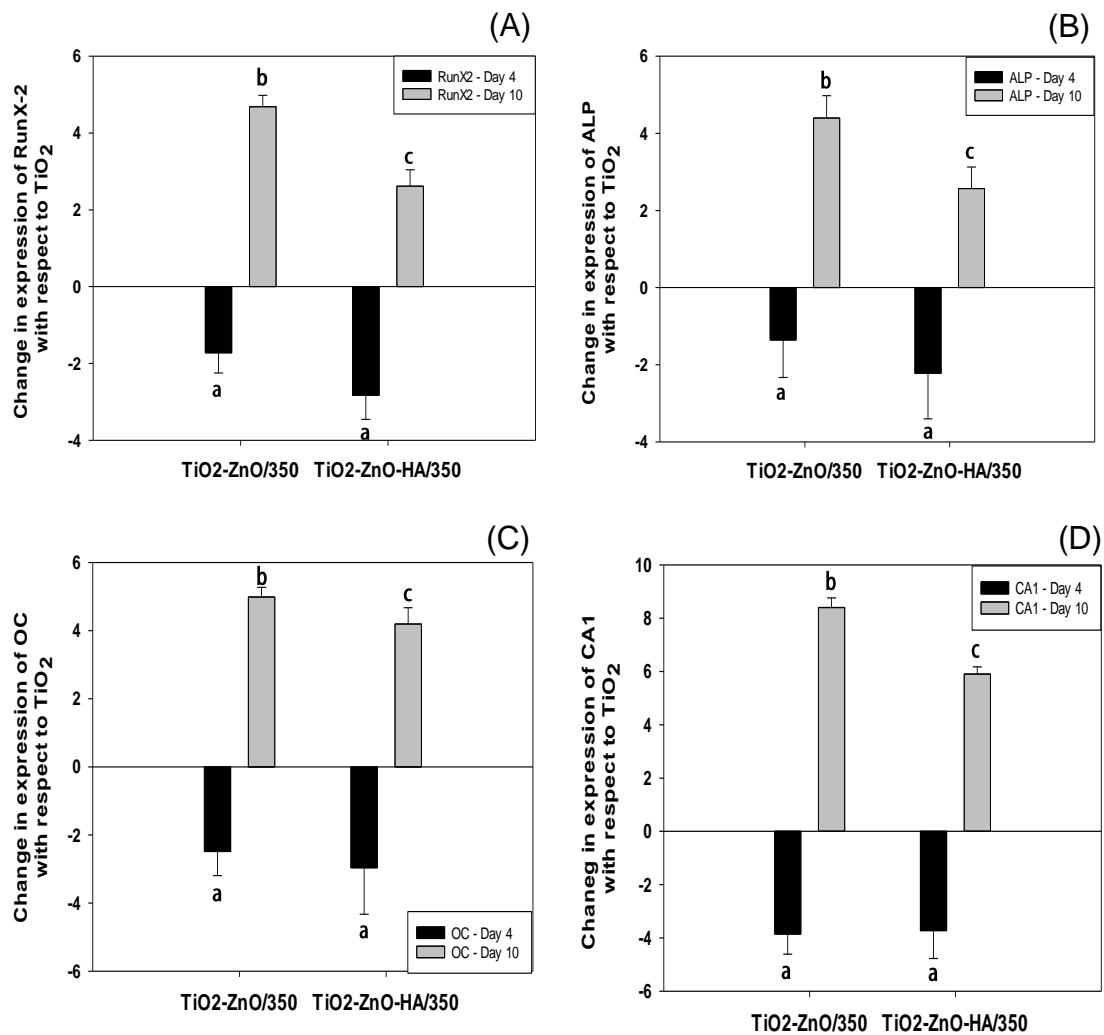 (A)
Change in expression of RunX-2
with respect to TiO2
6
4
2
0
-2
-4
RunX2 - Day 4
RunX2 - Day 10
b
c
a
a
TiO2-ZnO/350 TiO2-ZnO-HA/350
(B)
Change in expression of ALP
with respect to TiO2
6
4
2
0
-2
-4
ALP - Day 4
ALP - Day 10
b
c
a
a
TiO2-ZnO/350 TiO2-ZnO-HA/350
(C)
Change in expression of OC
with respect to TiO2
6
4
2
0
-2
-4
-6
b
c
a
a
OC - Day 4
OC - Day 10
TiO2-ZnO/350 TiO2-ZnO-HA/350
(D)
Chaneg in expression of CA1
with respect to TiO2
10
8
6
4
2
0
-2
-4
-6
CA1 - Day 4
CA1 - Day 10
b
c
a
a
TiO2-ZnO/350 TiO2-ZnO-HA/350